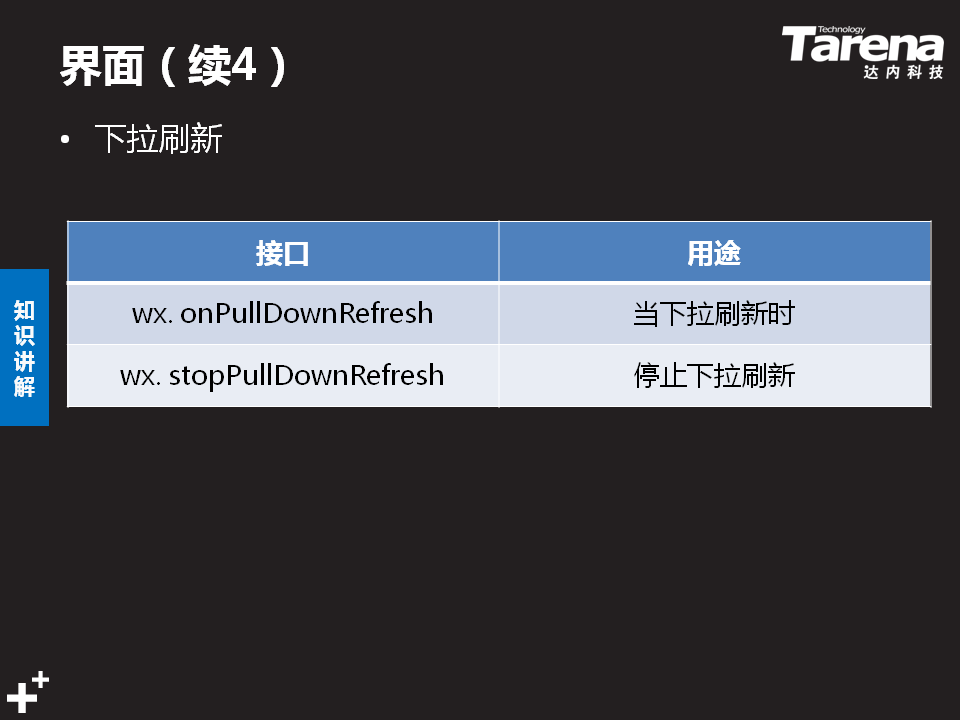 界面（续4）
Technology
Tarena
达内科技
• 下拉刷新
接口 用途
wx. onPullDownRefresh 当下拉刷新时
wx. stopPullDownRefresh 停止下拉刷新
知识讲解